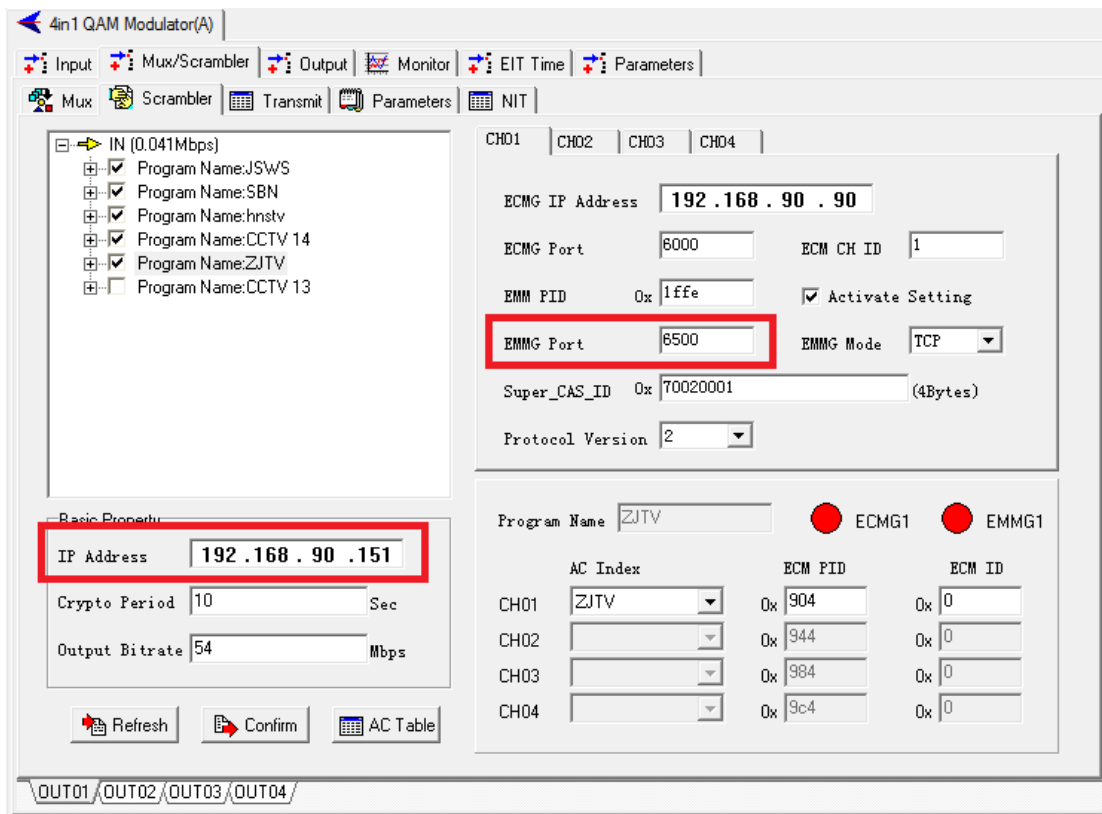 4in1 QAM Modulator(A)
Input Mux/Scrambler Output Monitor EIT Time Parameters
Mux Scrambler Transmit Parameters NIT
IN (0.041Mbps)
Program Name:JSWS
Program Name:SBN
Program Name:hnstv
Program Name:CCTV 14
Program Name:ZJTV
Program Name:CCTV 13
CH01 CH02 CH03 CH04
ECMG IP Address 192 .168 . 90 . 90
ECMG Port 6000 ECM CH ID 1
EMM PID 0x 1ffe Activate Setting
EMMG Port 6500 EMMG Mode TCP
Super_CAS_ID 0x 70020001 (4Bytes)
Protocol Version 2
Basic Property
IP Address 192 .168 . 90 .151
Crypto Period 10 Sec
Output Bitrate 54 Mbps
Refresh Confirm AC Table
Program Name ZJTV ECMG1 EMMG1
AC Index ECM PID ECM ID
CH01 ZJTV 0x 904 0x 0
CH02 0x 944 0x 0
CH03 0x 984 0x 0
CH04 0x 9c4 0x 0
OUT01 OUT02 OUT03 OUT04